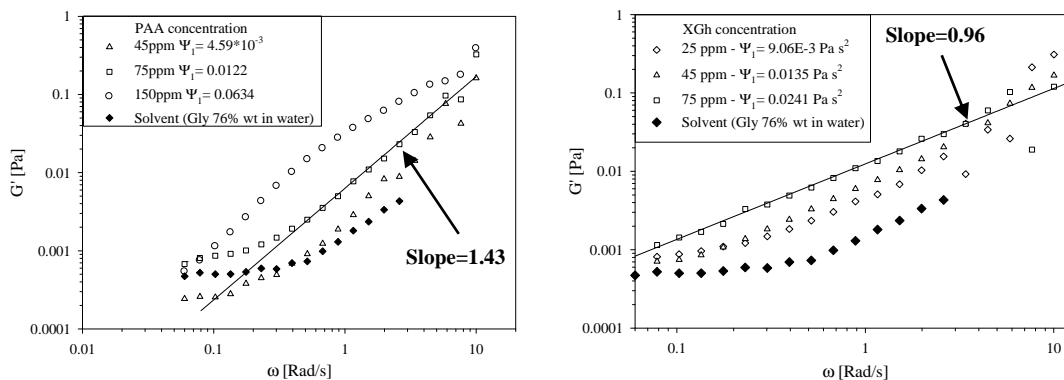 PAA concentration
45ppm Ψ₁= 4.59*10⁻³
75ppm Ψ₁= 0.0122
150ppm Ψ₁= 0.0634
Solvent (Gly 76% wt in water)
Slope=1.43
1
0.1
0.01
0.001
0.0001
G' [Pa]
0.01
0.1
1
10
ω [Rad/s]
XGh concentration
25 ppm - Ψ₁= 9.06E-3 Pa s²
45 ppm - Ψ₁= 0.0135 Pa s²
75 ppm - Ψ₁= 0.0241 Pa s²
Solvent (Gly 76% wt in water)
Slope=0.96
1
0.1
0.01
0.001
0.0001
G' [Pa]
0.1
1
10
ω [Rad/s]